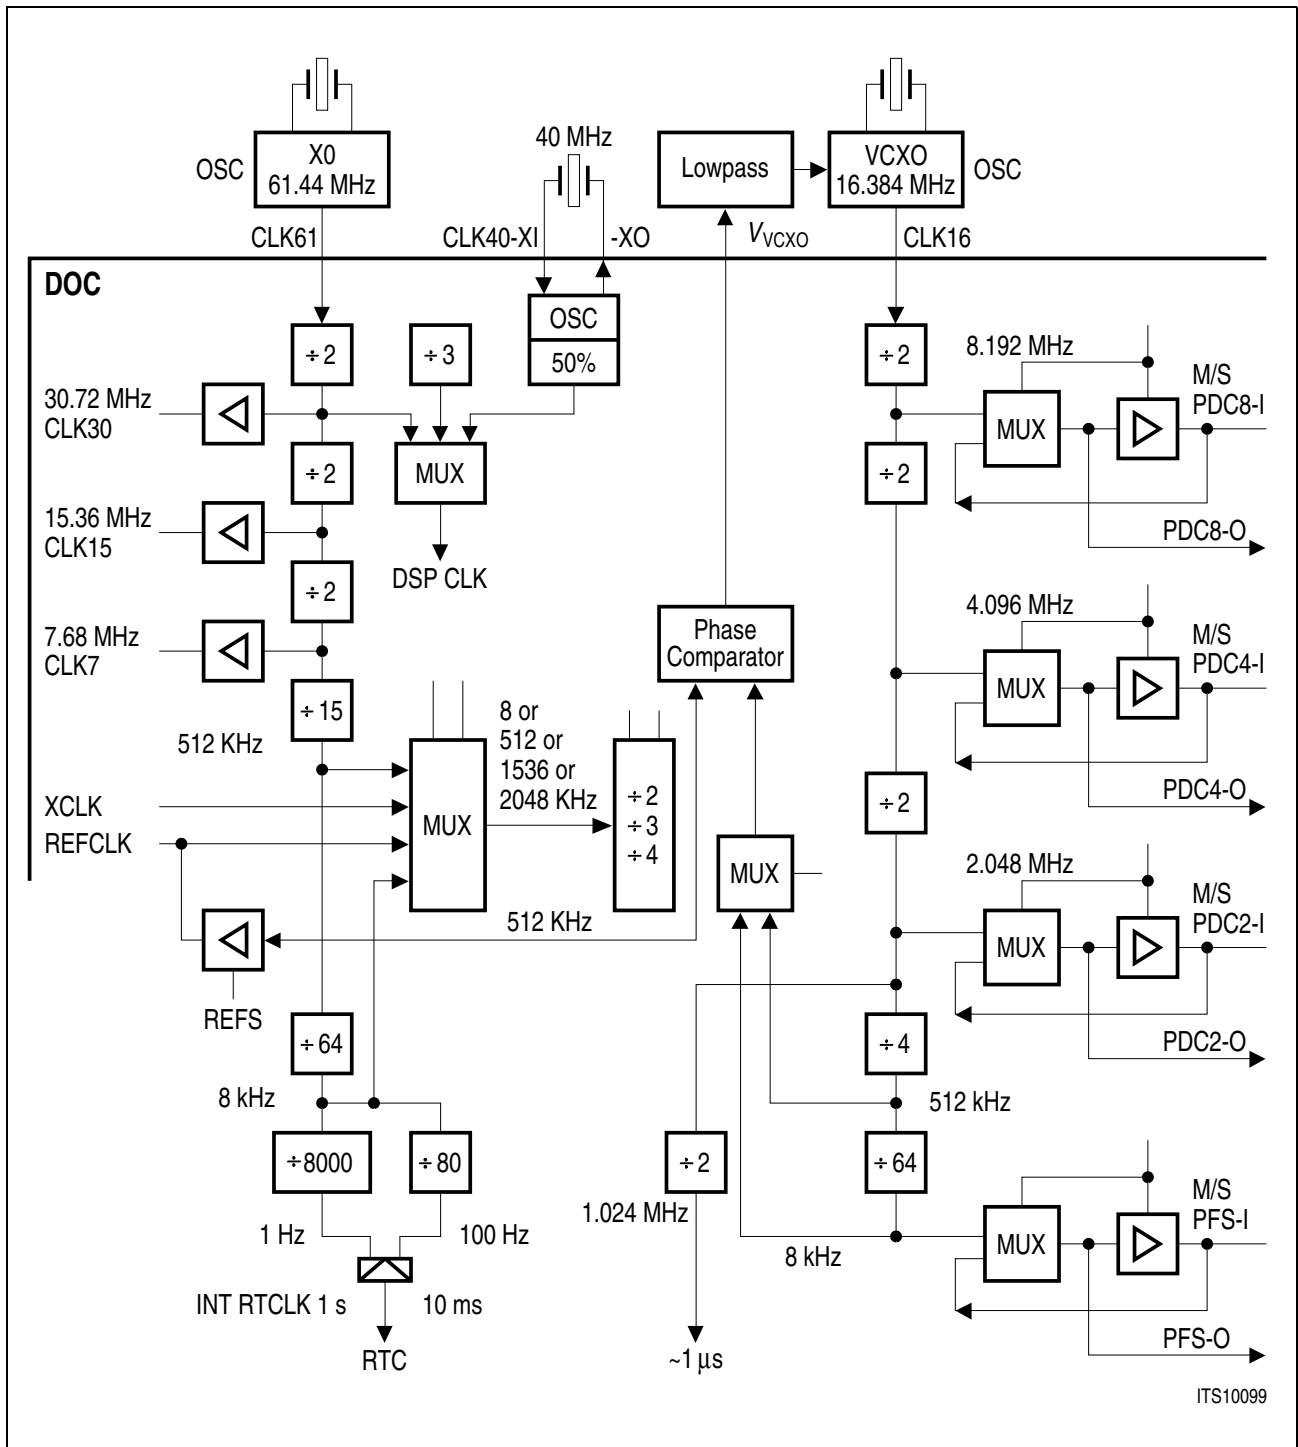 40 MHz
OSC
X0
61.44 MHz
Lowpass
VCXO
16.384 MHz
OSC
CLK61
CLK40-XI
-XO
VVCXO
CLK16
DOC
÷2
÷3
OSC
50%
÷2
8.192 MHz
M/S
PDC8-I
30.72 MHz
CLK30
MUX
÷2
MUX
÷2
15.36 MHz
CLK15
PDC8-O
DSP CLK
÷2
4.096 MHz
7.68 MHz
CLK7
Phase
Comparator
M/S
PDC4-I
MUX
÷15
8 or
512 or
1536 or
2048 KHz
512 KHz
XCLK
REFCLK
MUX
÷2
÷3
÷4
÷2
PDC4-O
MUX
2.048 MHz
M/S
PDC2-I
512 KHz
MUX
REFS
÷64
÷4
PDC2-O
8 kHz
512 kHz
÷8000
÷80
÷2
÷64
M/S
PFS-I
1.024 MHz
1 Hz
100 Hz
8 kHz
MUX
INT RTCLK 1 s
10 ms
PFS-O
RTC
~1 µs
ITS10099